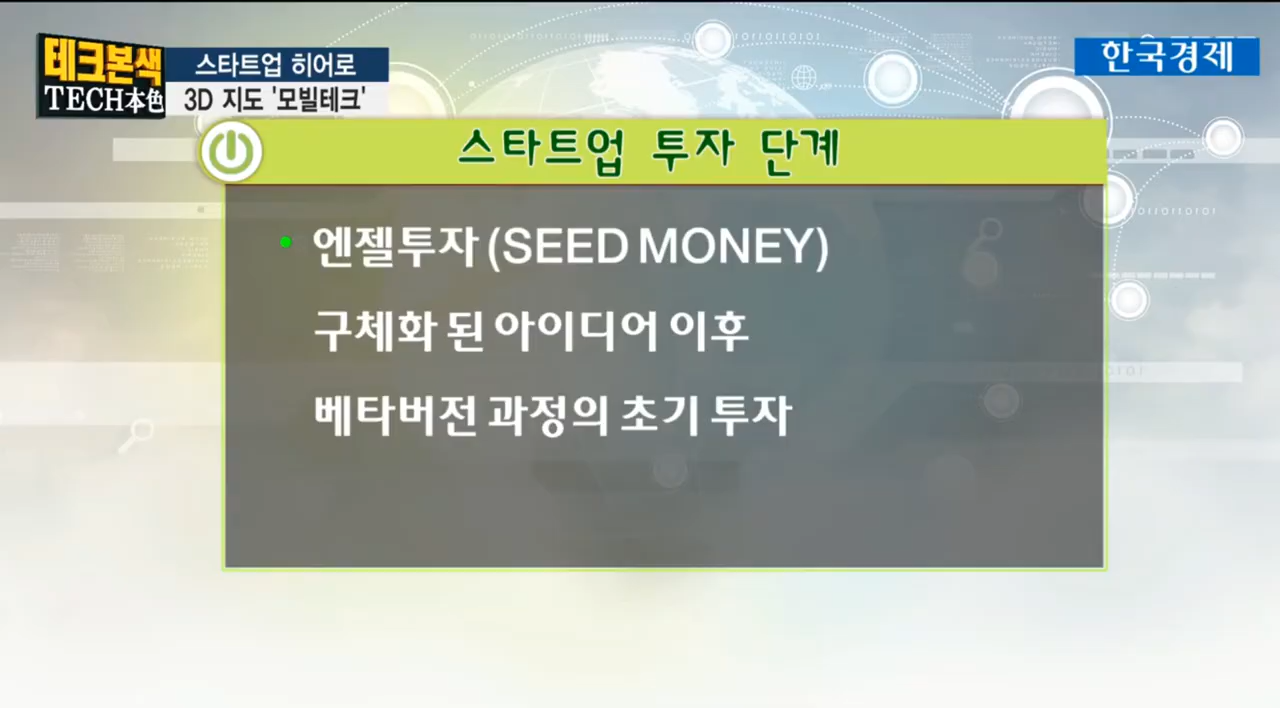 테크본색
TECH本色
스타트업 히어로
3D 지도 '모빌테크'
한국경제
스타트업 투자 단계
엔젤투자 (SEED MONEY)
구체화 된 아이디어 이후
베타버전 과정의 초기 투자